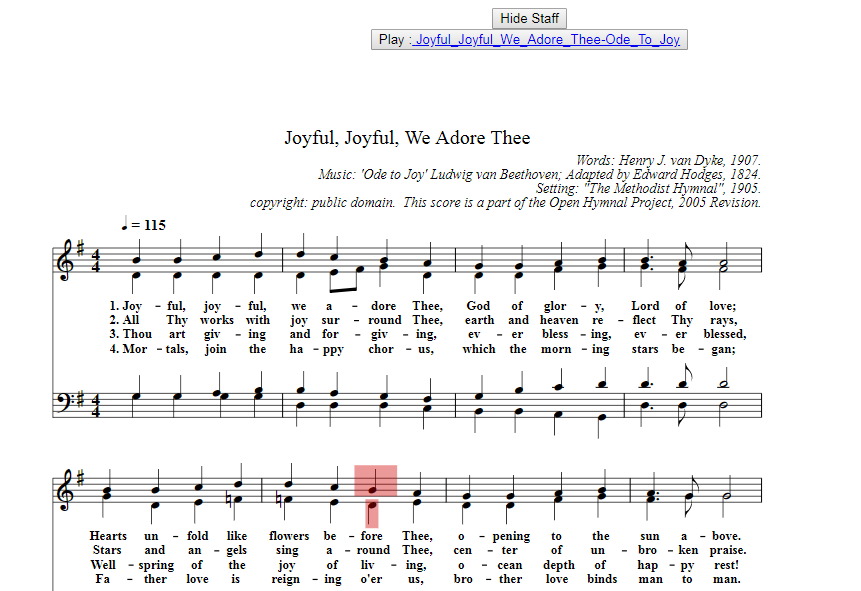 Hide Staff
Play : Joyful_Joyful_We_Adore_Thee-Ode_To_Joy
Joyful, Joyful, We Adore Thee
Words: Henry J. van Dyke, 1907.
Music: 'Ode to Joy' Ludwig van Beethoven; Adapted by Edward Hodges, 1824.
Setting: "The Methodist Hymnal", 1905.
copyright: public domain. This score is a part of the Open Hymnal Project, 2005 Revision.
= 115
1. Joy - ful, joy - ful, we a - dore Thee, God of glor - y, Lord of love;
2. All Thy works with joy sur - round Thee, earth and heaven re - flect Thy rays,
3. Thou art giv - ing and for - giv - ing, ev - er bless - ing, ev - er blessed,
4. Mor - tals, join the ha - ppy chor - us, which the morn - ing stars be - gan;
Hearts un - fold like flowers be - fore Thee, o - pening to the sun a - bove.
Stars and an - gels sing a - round Thee, cen - ter of un - bro - ken praise.
Well - spring of the joy of liv - ing, o - cean depth of hap - py rest!
Fa - ther love is reign - ing o'er us, bro - ther love binds man to man.